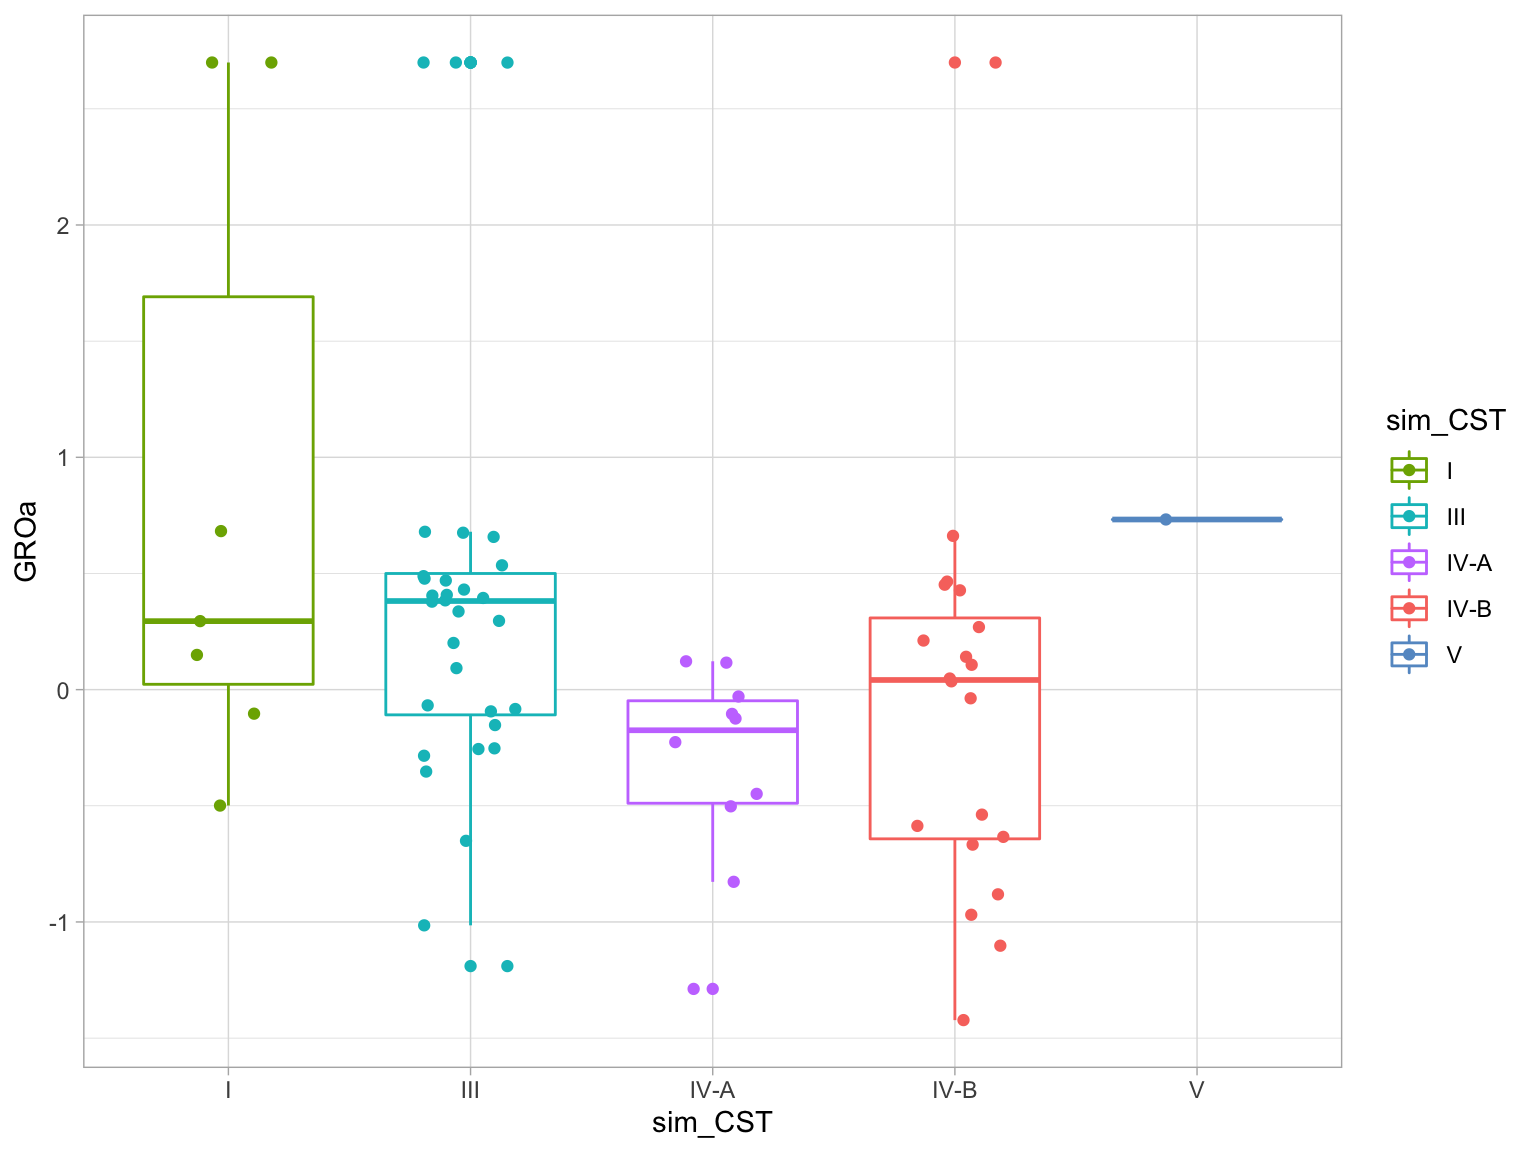 GROa
2
1
0
-1
I III IV-A IV-B V
sim_CST
sim_CST
I
III
IV-A
IV-B
V